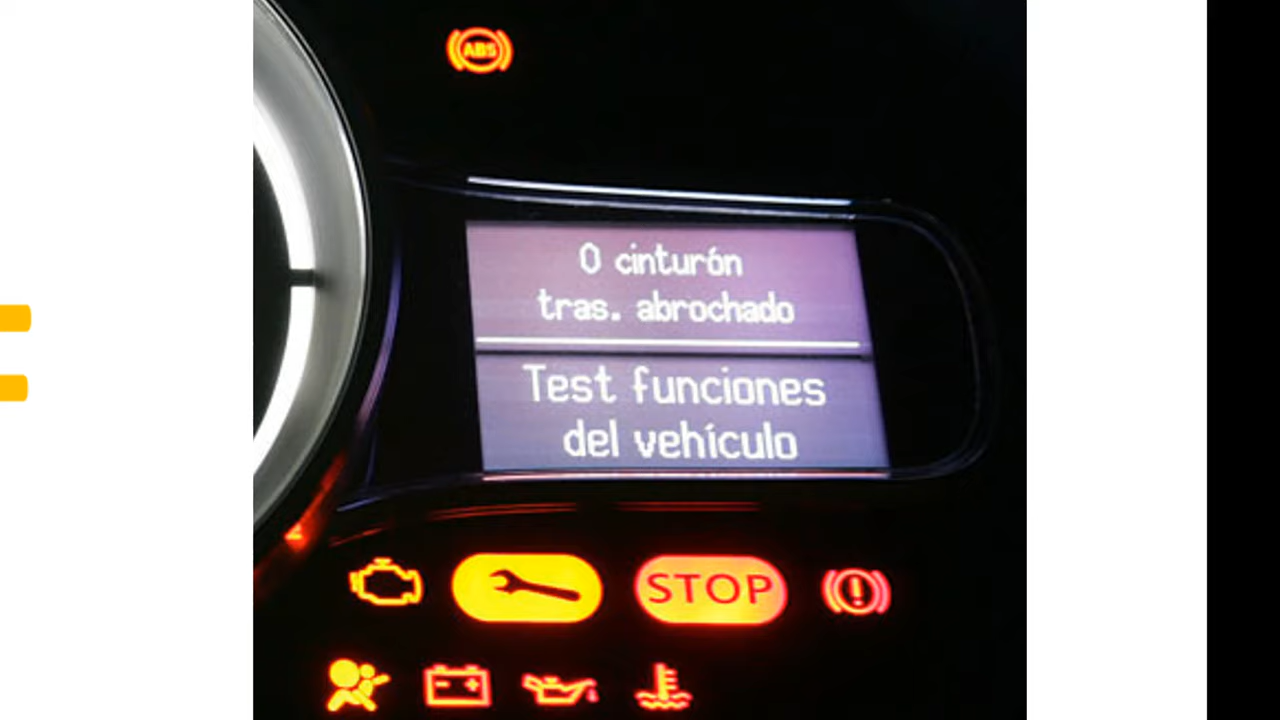 ABS
0 cinturón
tras. abrochado
Test funciones
del vehículo
STOP